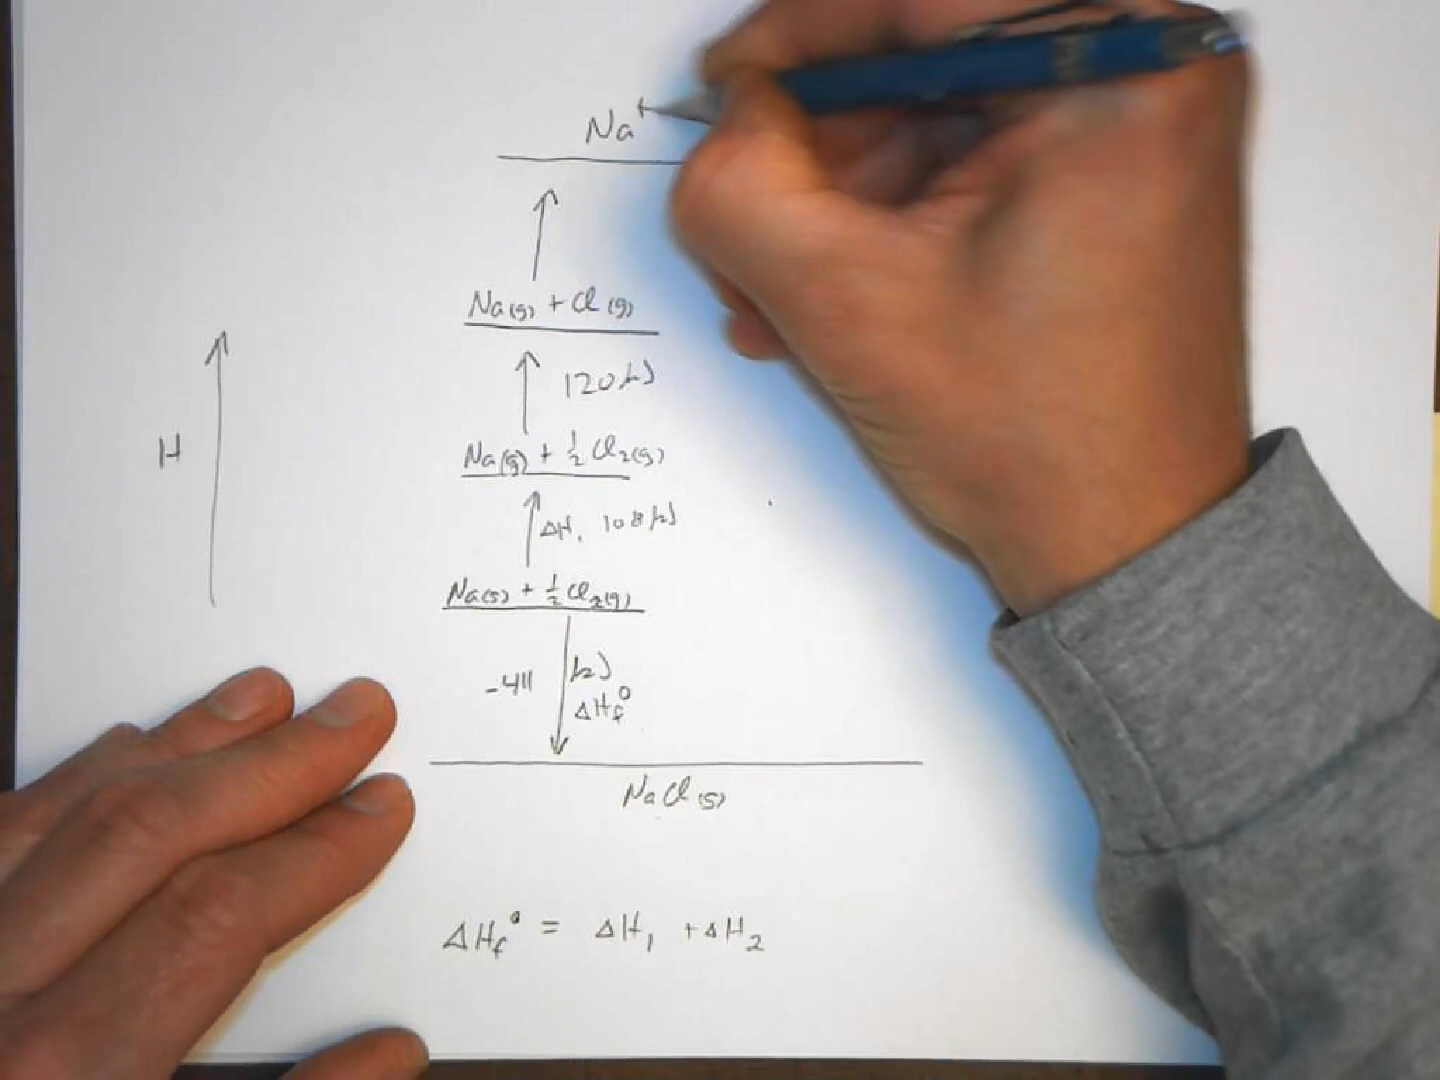 Na+
Na(g) + Cl(g)
120 kJ
H
Na(g) + 1/2 Cl2(g)
ΔH1 108 kJ
Na(s) + 1/2 Cl2(g)
-411 kJ
ΔHf°
NaCl(s)
ΔHf° = ΔH1 + ΔH2